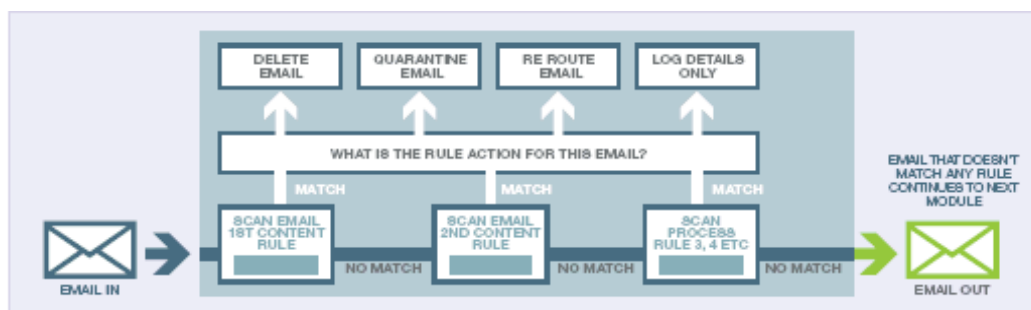 DELETE
EMAIL
QUARANTINE
EMAIL
RE ROUTE
EMAIL
LOG DETAILS
ONLY
WHAT IS THE RULE ACTION FOR THIS EMAIL?
MATCH
MATCH
MATCH
EMAIL THAT DOESN'T
MATCH ANY RULE
CONTINUES TO NEXT
MODULE
SCAN EMAIL
1ST CONTENT
RULE
SCAN EMAIL
2ND CONTENT
RULE
SCAN
PROCESS
RULE 3, 4 ETC
NO MATCH
NO MATCH
NO MATCH
EMAIL IN
EMAIL OUT